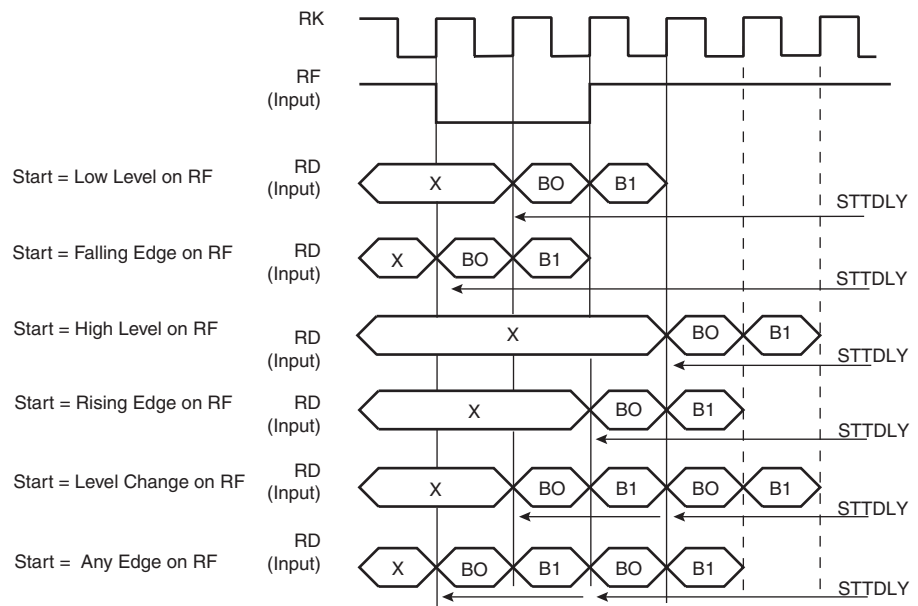 RK
RF
(Input)
Start = Low Level on RF
RD
(Input)
X
BO
B1
STTDLY
Start = Falling Edge on RF
RD
(Input)
X
BO
B1
STTDLY
Start = High Level on RF
RD
(Input)
X
BO
B1
STTDLY
Start = Rising Edge on RF
RD
(Input)
X
BO
B1
STTDLY
Start = Level Change on RF
RD
(Input)
X
BO
B1
BO
B1
STTDLY
Start = Any Edge on RF
RD
(Input)
X
BO
B1
BO
B1
STTDLY